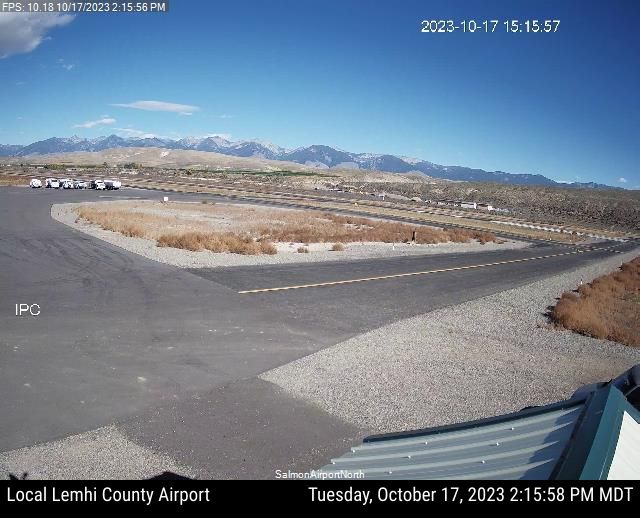 FPS: 10.18 10/17/2023 2:15:56 PM
2023-10-17 15:15:57
IPC
SalmonAirportNorth
Local Lemhi County Airport Tuesday, October 17, 2023 2:15:58 PM MDT